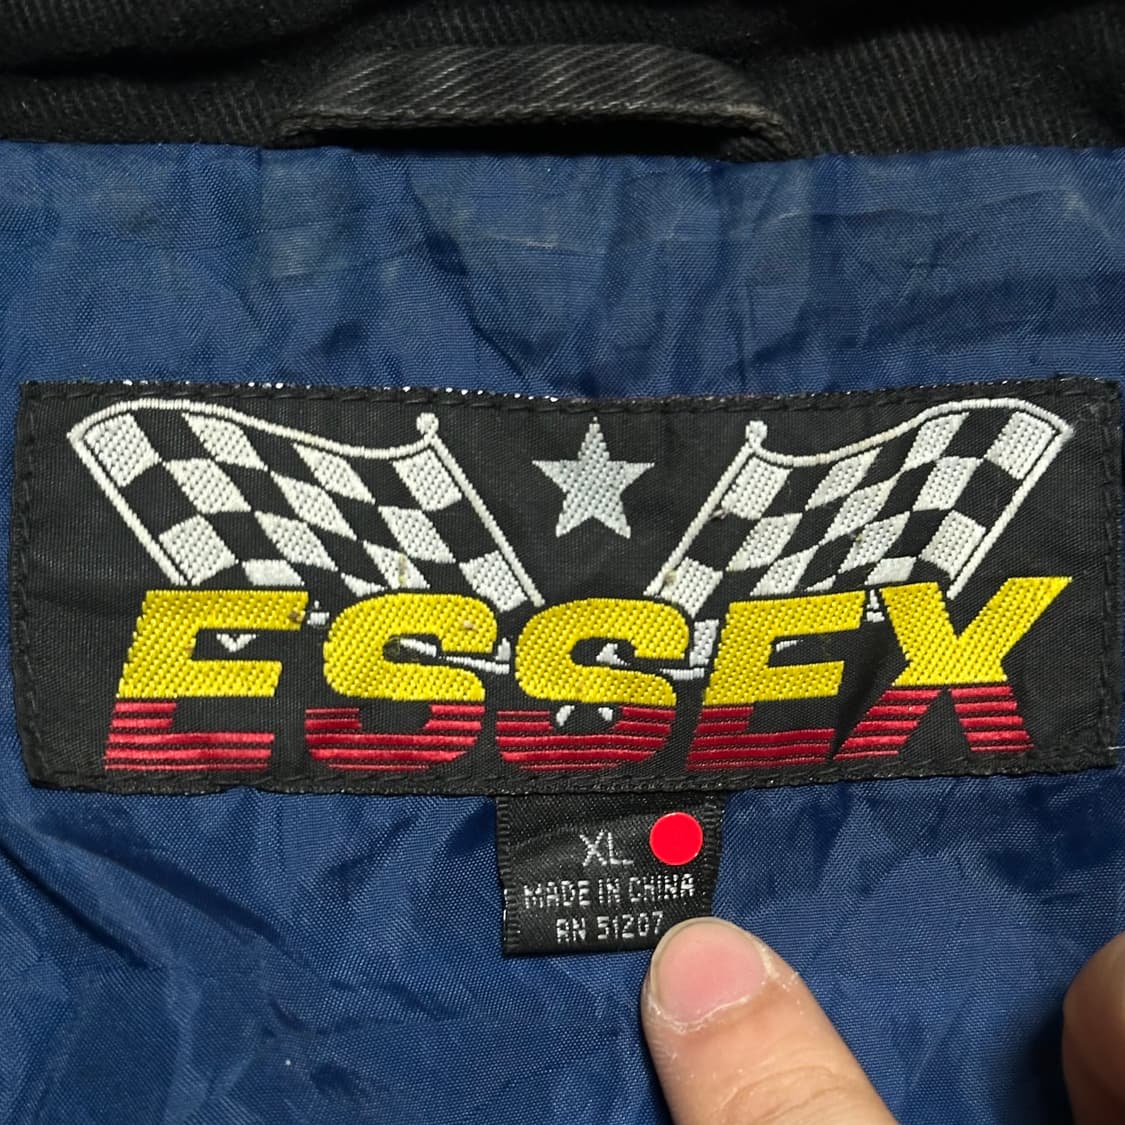 ESSEX
XL
MADE IN CHINA
RN 51207